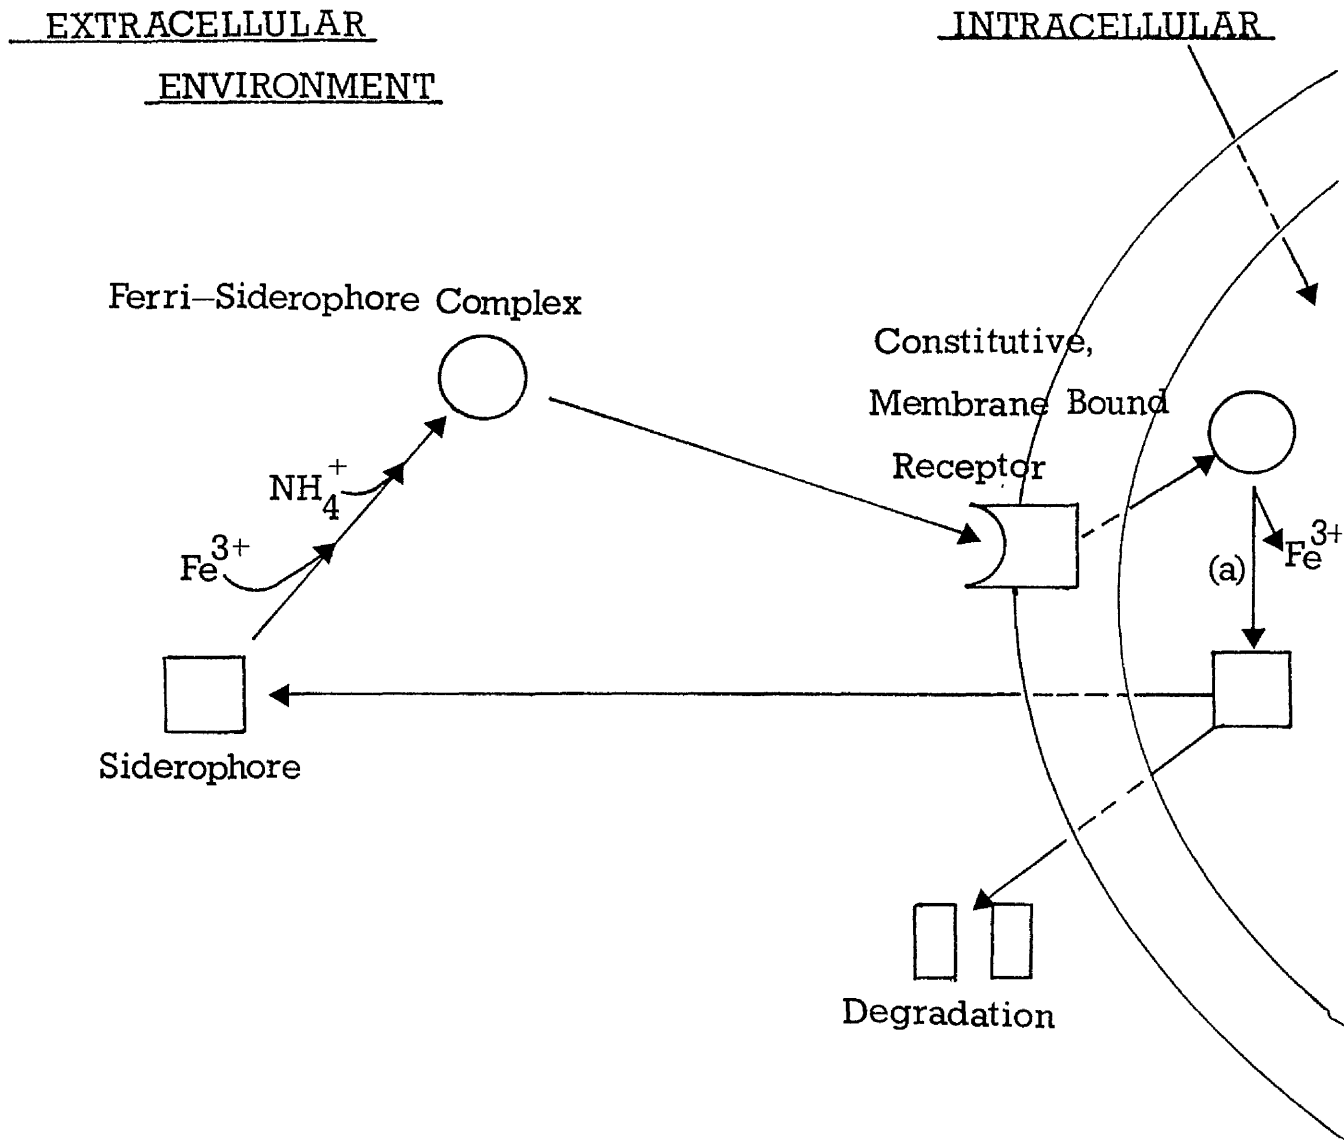 EXTRACELLULAR
ENVIRONMENT
INTRACELLULAR
Ferri–Siderophore Complex
Constitutive,
Membrane Bound
Receptor
NH₄⁺
Fe³⁺
(a)
Fe³⁺
Siderophore
Degradation